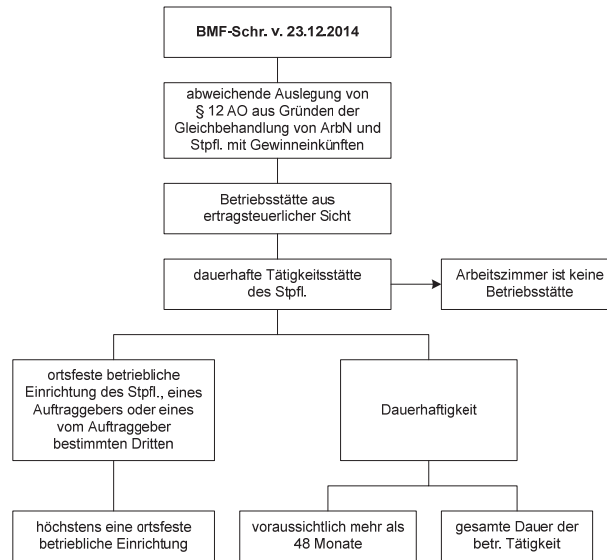 BMF-Schr. v. 23.12.2014
abweichende Auslegung von
§ 12 AO aus Gründen der
Gleichbehandlung von ArbN und
Stpfl. mit Gewinneinkünften
Betriebsstätte aus
ertragsteuerlicher Sicht
dauerhafte Tätigkeitsstätte
des Stpfl.
Arbeitszimmer ist keine
Betriebsstätte
ortsfeste betriebliche
Einrichtung des Stpfl., eines
Auftraggebers oder eines
vom Auftraggeber
bestimmten Dritten
Dauerhaftigkeit
höchstens eine ortsfeste
betriebliche Einrichtung
voraussichtlich mehr als
48 Monate
gesamte Dauer der
betr. Tätigkeit